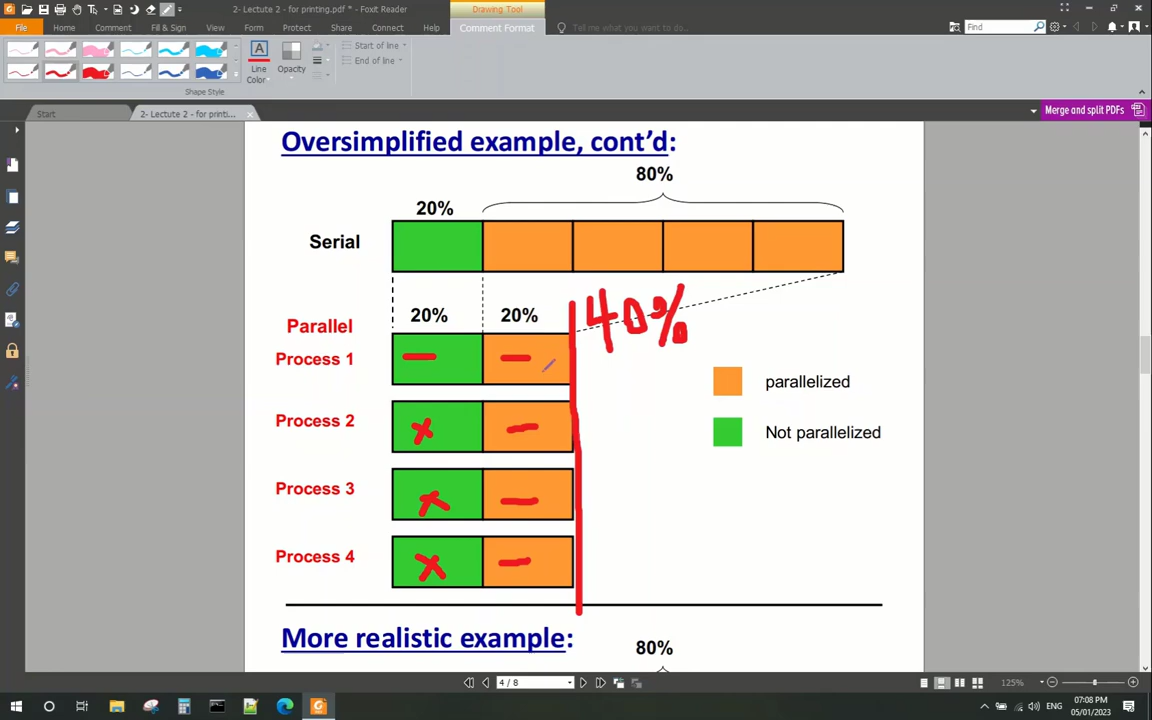 2- Lectute 2 - for printing.pdf * - Foxit Reader
Drawing Tool
File Home Comment Fill & Sign View Form Protect Share Connect Help Comment Format Tell me what you want to do... Find
Line Color
Opacity
Start of line
End of line
Shape Style
Start
2- Lectute 2 - for printi...
Merge and split PDFs
Oversimplified example, cont'd:
80%
20%
Serial
20% 20%
40%
Parallel
Process 1
parallelized
Process 2
Not parallelized
Process 3
Process 4
More realistic example:
80%
4 / 8
125%
07:08 PM
ENG
05/01/2023